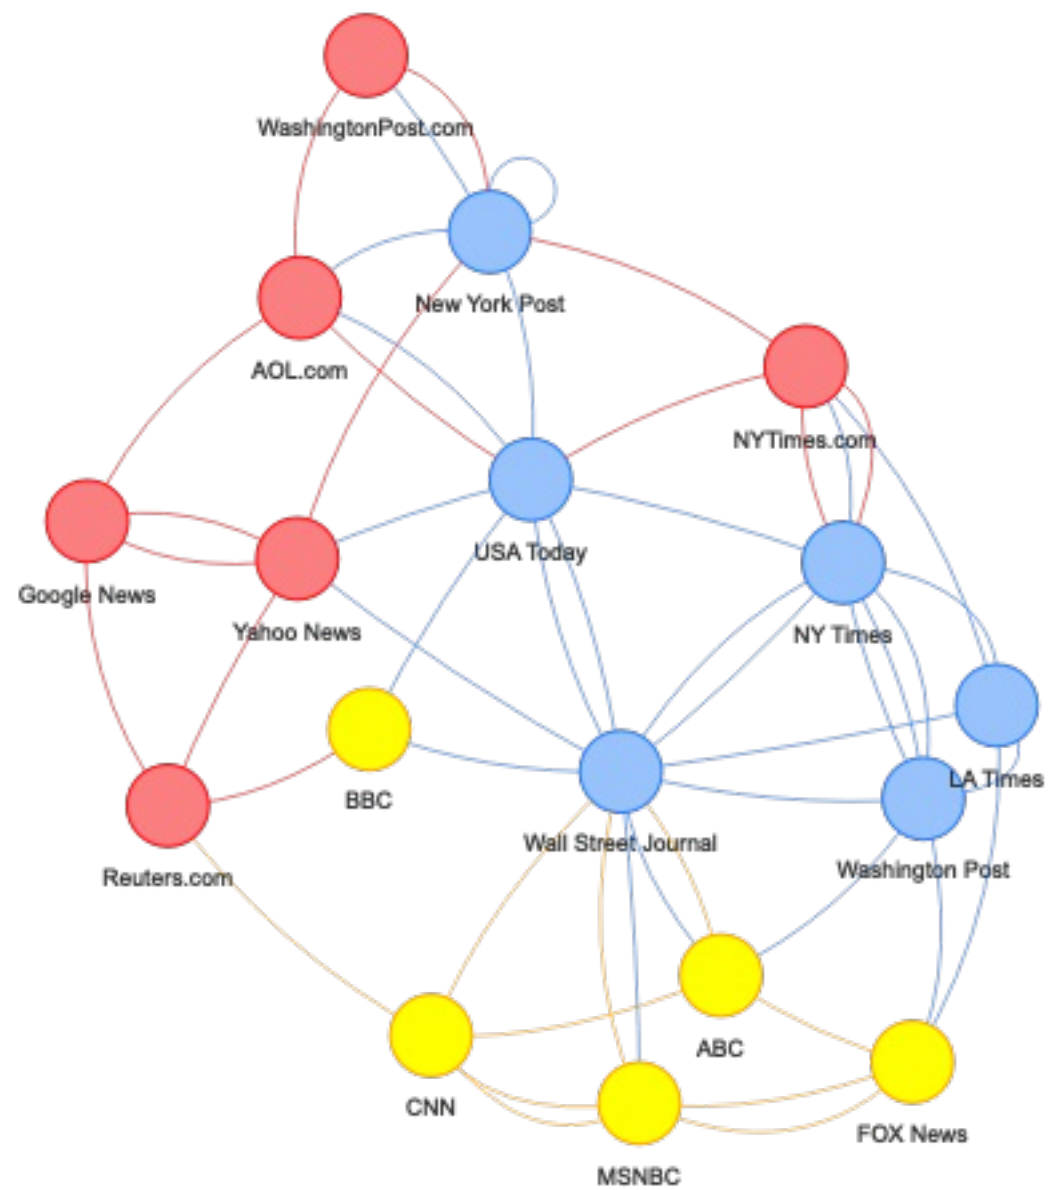 WashingtonPost.com
New York Post
AOL.com
NYTimes.com
USA Today
Google News
Yahoo News
NY Times
LA Times
BBC
Wall Street Journal
Washington Post
Reuters.com
ABC
CNN
FOX News
MSNBC